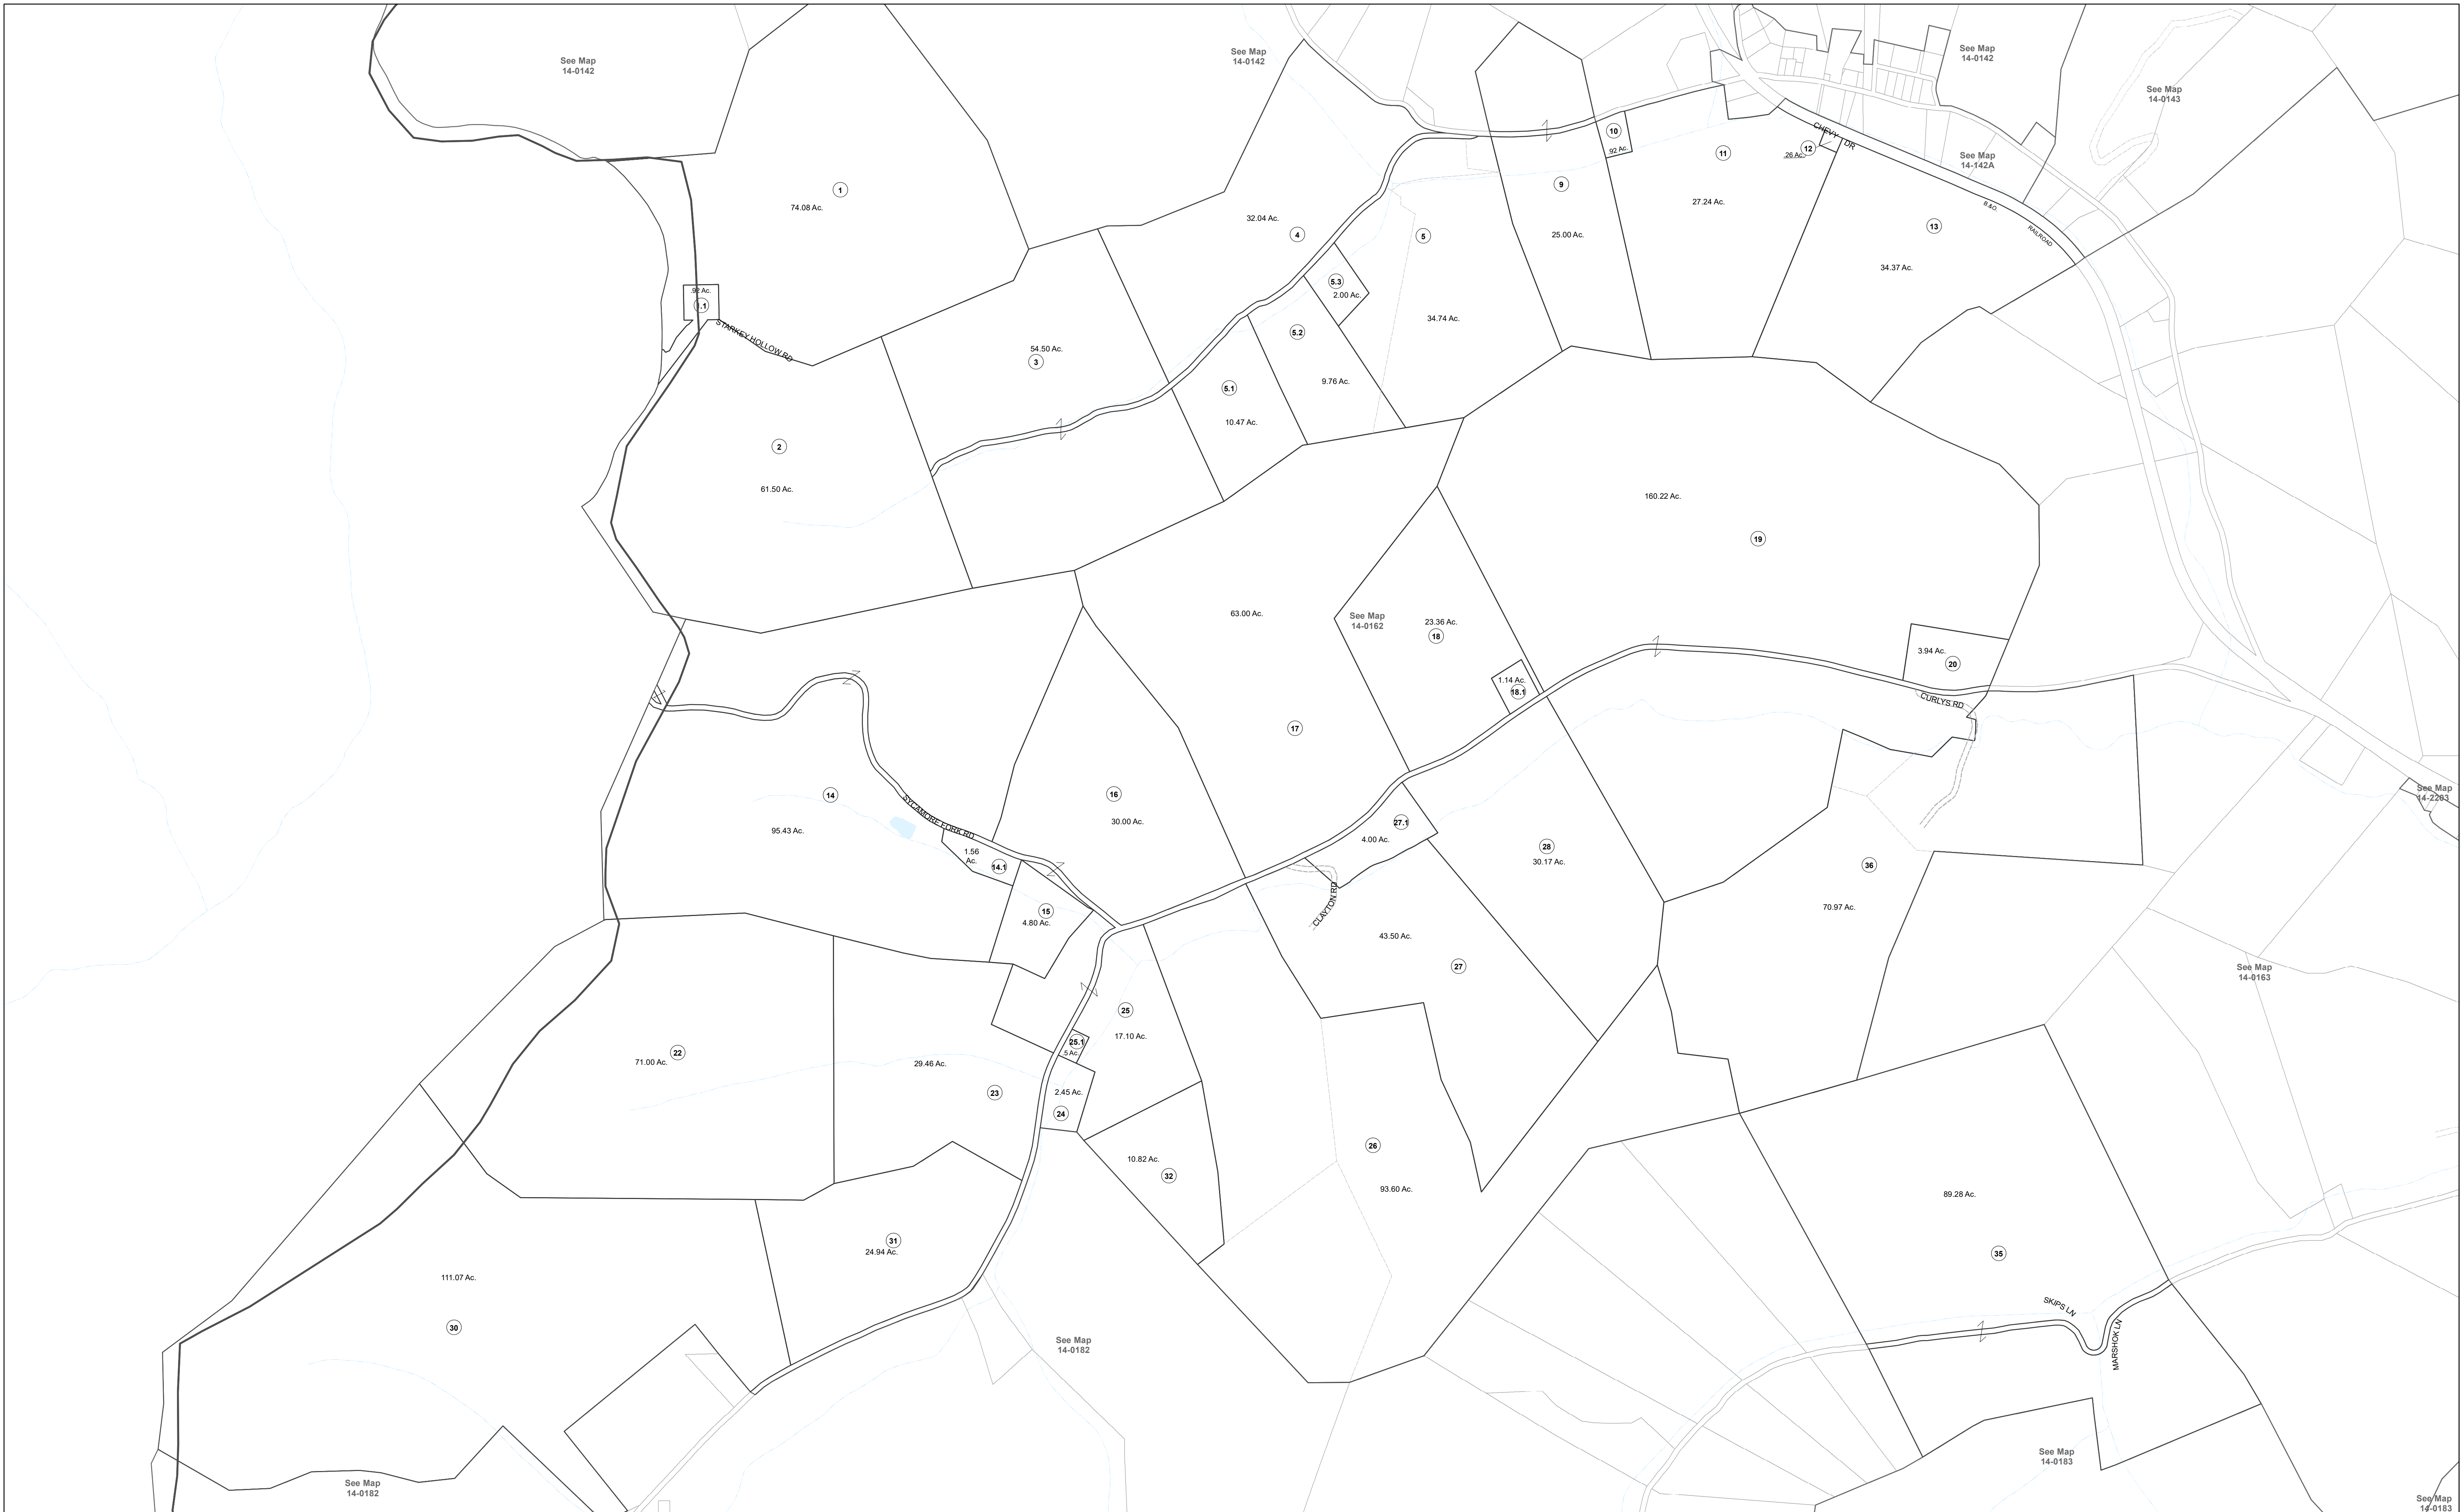 See Map
14-0142
See Map
14-0142
See Map
14-0142
See Map
14-0143
10
.92 Ac.
CHEVY DR
12
.26 Ac.
11
See Map
14-142A
1
74.08 Ac.
9
27.24 Ac.
B.&O.
RAILROAD
32.04 Ac.
4
5
25.00 Ac.
13
34.37 Ac.
5.3
2.00 Ac.
1.1
STARKEY HOLLOW RD
5.2
34.74 Ac.
54.50 Ac.
3
9.76 Ac.
5.1
10.47 Ac.
2
61.50 Ac.
160.22 Ac.
19
63.00 Ac.
See Map
14-0162
23.36 Ac.
18
3.94 Ac.
20
1.14 Ac.
18.1
CURLYS RD
17
14
95.43 Ac.
SYCAMORE FORK RD
16
30.00 Ac.
27.1
4.00 Ac.
See Map
14-2203
1.56
Ac.
14.1
28
30.17 Ac.
36
CLAYTON RD
15
4.80 Ac.
70.97 Ac.
43.50 Ac.
27
See Map
14-0163
25
17.10 Ac.
25.1
.5 Ac.
22
71.00 Ac.
29.46 Ac.
23
2.45 Ac.
24
26
10.82 Ac.
32
93.60 Ac.
89.28 Ac.
31
24.94 Ac.
35
111.07 Ac.
30
SKIPS LN
MARSHOK LN
See Map
14-0182
See Map
14-0182
See Map
14-0183
See Map
14-0183